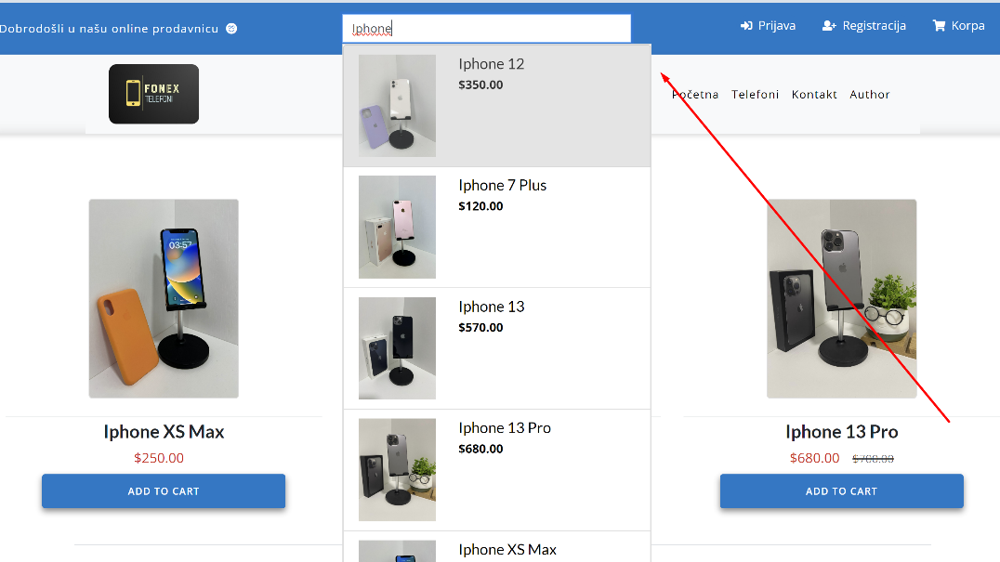 Dobrodošli u našu online prodavnicu
Iphone
Prijava
Registracija
Korpa
FONEX
TELEFONI
Početna
Telefoni
Kontakt
Author
Iphone 12
$350.00
Iphone 7 Plus
$120.00
Iphone 13
$570.00
Iphone 13 Pro
$680.00
Iphone XS Max
03:57
Iphone XS Max
$250.00
ADD TO CART
Iphone 13 Pro
$680.00 $700.00
ADD TO CART